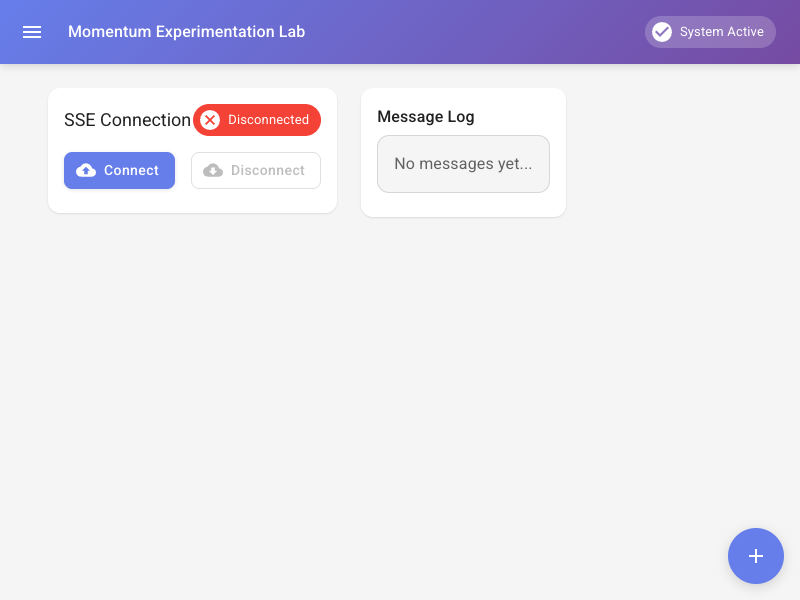 Momentum Experimentation Lab
System Active
SSE Connection
Disconnected
Connect
Disconnect
Message Log
No messages yet...